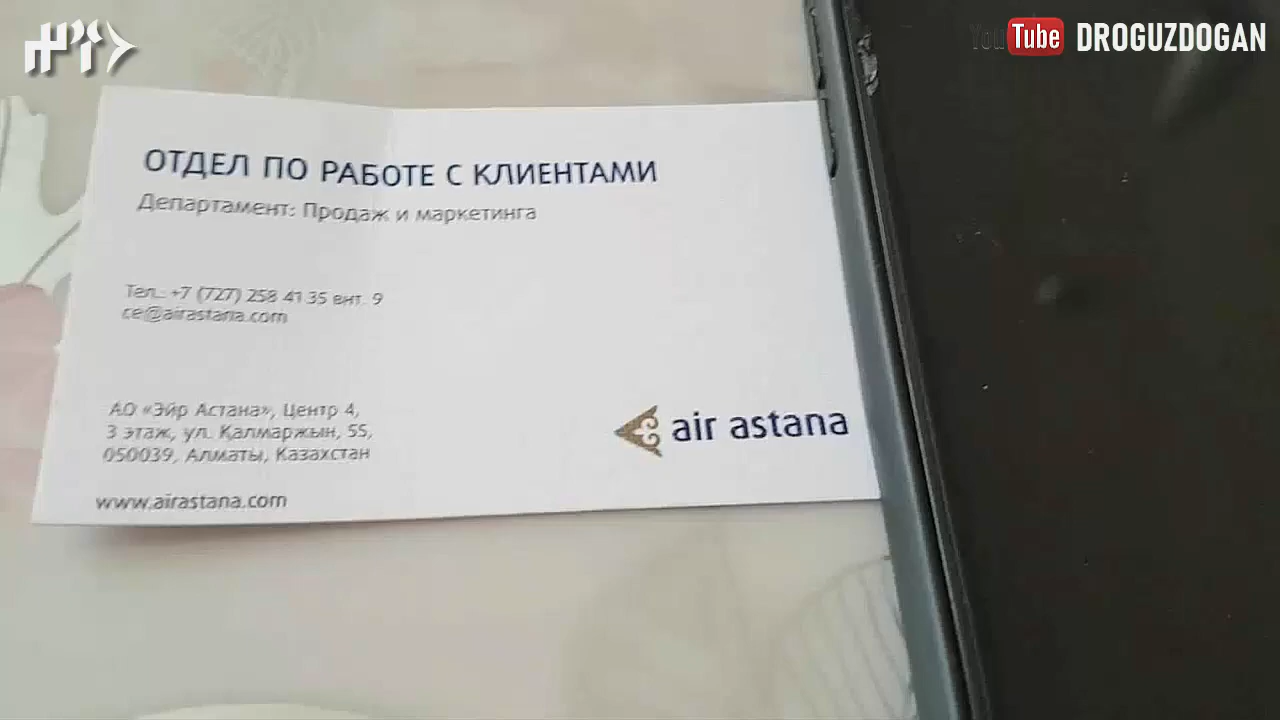 YouTube DROGUZDOGAN
ОТДЕЛ ПО РАБОТЕ С КЛИЕНТАМИ
Департамент: Продаж и маркетинга
Тел.: +7 (727) 258 41 35 внт. 9
ce@airastana.com
АО «Эйр Астана», Центр 4,
3 этаж, ул. Қалмаржын, 55,
050039, Алматы, Казахстан
www.airastana.com
air astana